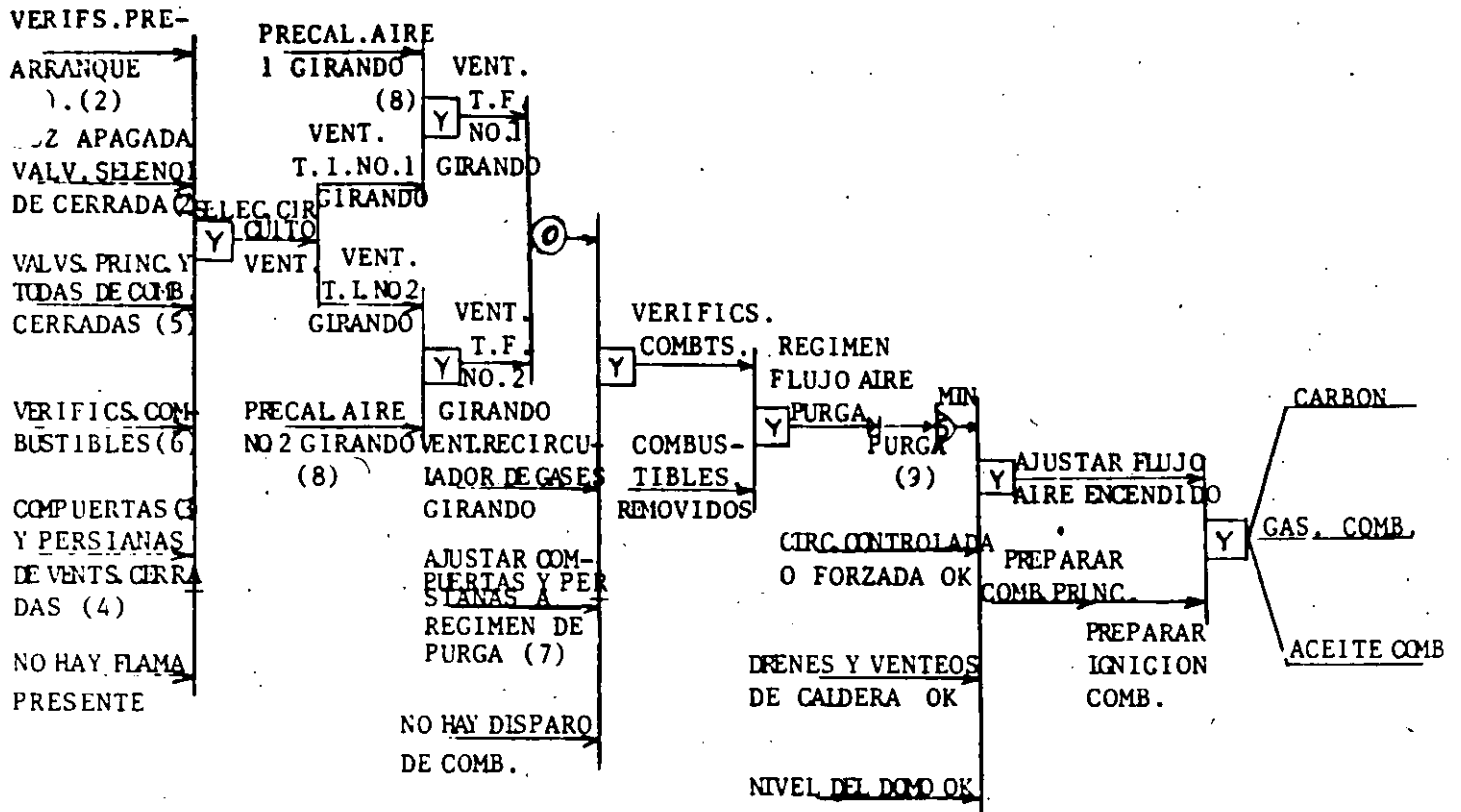 VERIFS.PRE-
ARRANQUE
).(2)
Z APAGADA
VALV. SELENOI
DE CERRADA (2
VALVS. PRINC. Y
TODAS DE COMB.
CERRADAS (5)
VERIFICS. COM-
BUSTIBLES (6)
COMPUERTAS (3
Y PERSIANAS
DE VENTS. CERRA
DAS (4)
NO HAY FLAMA
PRESENTE
Y
SELEC. CIR
CUITO
VENT.
PRECAL. AIRE
1 GIRANDO
(8)
VENT.
T.I.NO.1
GIRANDO
VENT.
T.I.NO2
GIRANDO
PRECAL.AIRE
NO2 GIRANDO
(8)
Y
VENT.
T.F.
NO.1
GIRANDO
Y
VENT.
T.F.
NO.2
GIRANDO
O
VENT.RECIRCU-
LADOR DE GASES
GIRANDO
AJUSTAR COM-
PUERTAS Y PER
SIANAS A
REGIMEN DE
PURGA (7)
NO HAY DISPARO
DE COMB.
Y
VERIFICS.
COMBTS.
COMBUS-
TIBLES
REMOVIDOS
Y
REGIMEN
FLUJO AIRE
PURGA
PURGA
(9)
MIN
5
CIRC.CONTROLADA
O FORZADA OK
DRENES Y VENTEOS
DE CALDERA OK
NIVEL DEL DOMO OK
Y
AJUSTAR FLUJO
AIRE ENCENDIDO
PREPARAR
COMB.PRINC.
PREPARAR
IGNICION
COMB.
Y
CARBON
GAS. COMB.
ACEITE COMB